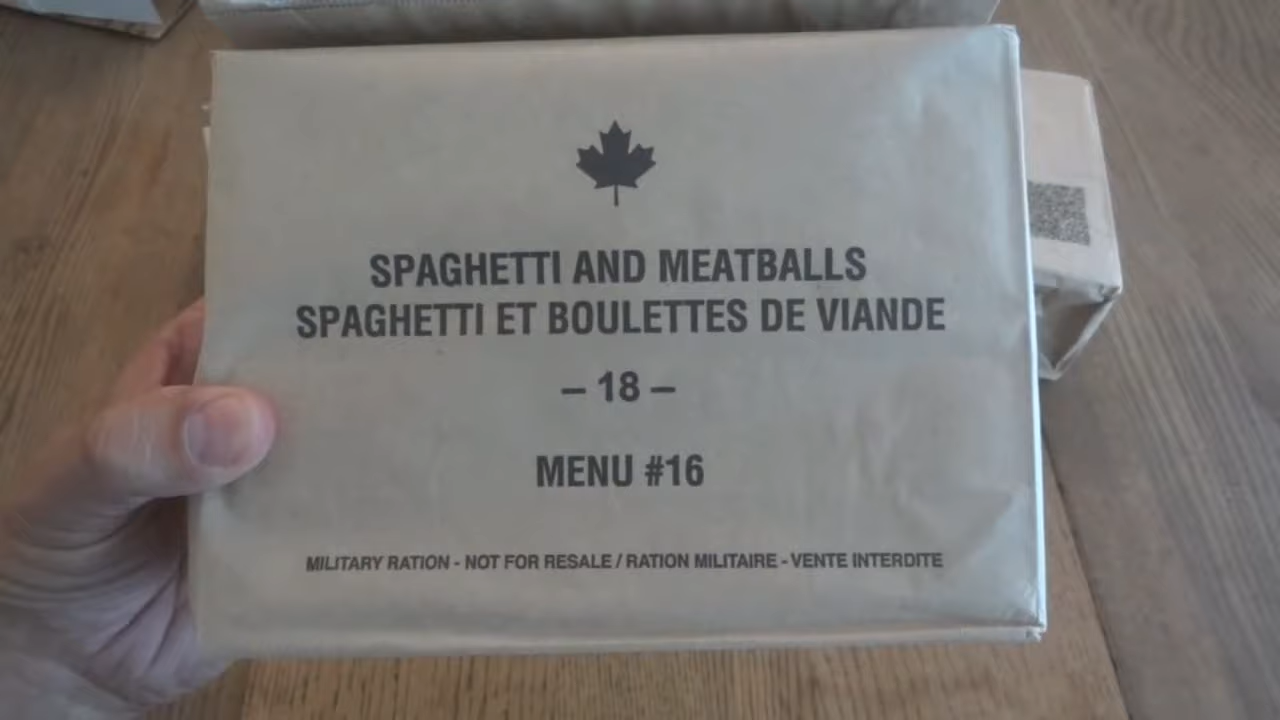 SPAGHETTI AND MEATBALLS
SPAGHETTI ET BOULETTES DE VIANDE
– 18 –
MENU #16
MILITARY RATION - NOT FOR RESALE / RATION MILITAIRE - VENTE INTERDITE